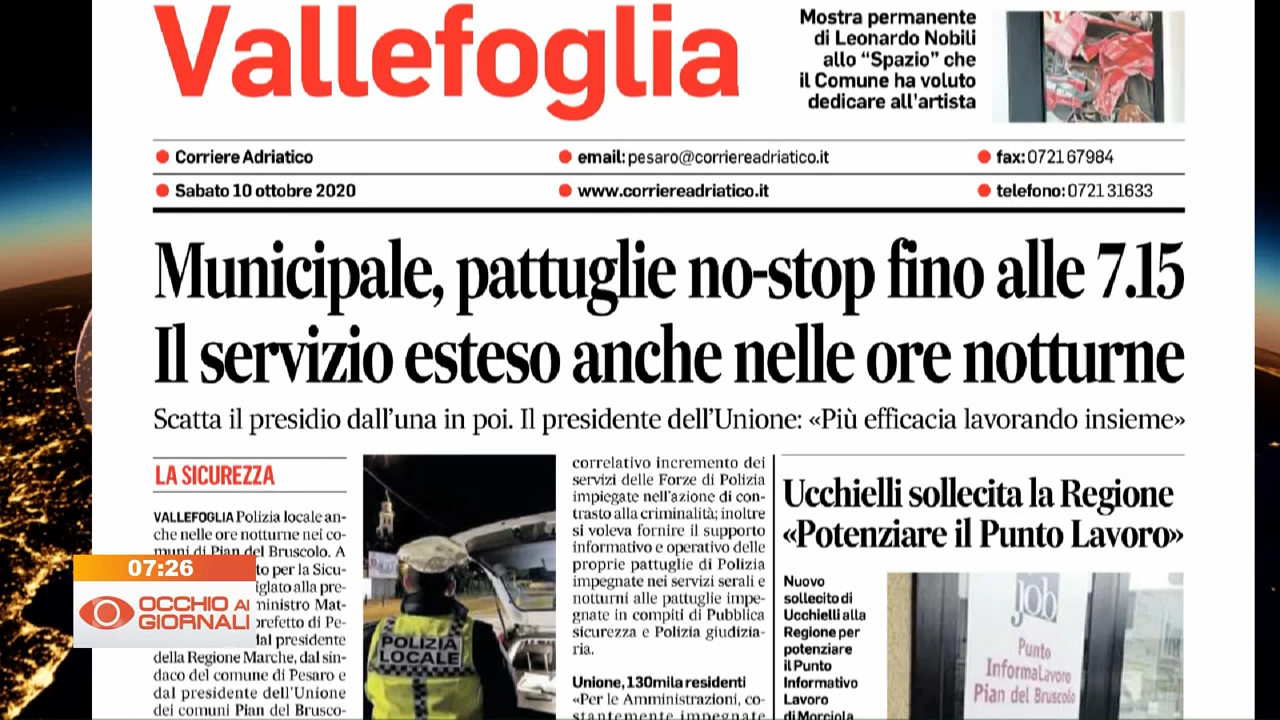 Vallefoglia
Mostra permanente
di Leonardo Nobili
allo “Spazio” che
il Comune ha voluto
dedicare all’artista
Corriere Adriatico
email: pesaro@corriereadriatico.it
fax: 0721 67984
Sabato 10 ottobre 2020
www.corriereadriatico.it
telefono: 0721 31633
Municipale, pattuglie no-stop fino alle 7.15
Il servizio esteso anche nelle ore notturne
Scatta il presidio dall’una in poi. Il presidente dell’Unione: «Più efficacia lavorando insieme»
LA SICUREZZA
VALLEFOGLIA Polizia locale an-
che nelle ore notturne nei co-
muni di Pian del Bruscolo. A
to per la Sicu-
iglato alla pre-
ministro Mat-
prefetto di Pe-
dal presidente
della Regione Marche, dal sin-
daco del comune di Pesaro e
dal presidente dell’Unione
dei comuni Pian del Brusco-
POLIZIA
LOCALE
correlativo incremento dei
servizi delle Forze di Polizia
impiegate nell’azione di con-
trasto alla criminalità; inoltre
si voleva fornire il supporto
informativo e operativo delle
proprie pattuglie di Polizia
impegnate nei servizi serali e
notturni alle pattuglie impe-
gnate in compiti di Pubblica
sicurezza e Polizia giudizia-
ria.
Unione, 130mila residenti
«Per le Amministrazioni, co-
stantemente impegnate
Ucchielli sollecita la Regione
«Potenziare il Punto Lavoro»
Nuovo
sollecito di
Ucchielli alla
Regione per
potenziare
il Punto
Informativo
Lavoro
di Morciola
job
Punto
InformaLavoro
Pian del Bruscolo
07:26
OCCHIO AI
GIORNALI